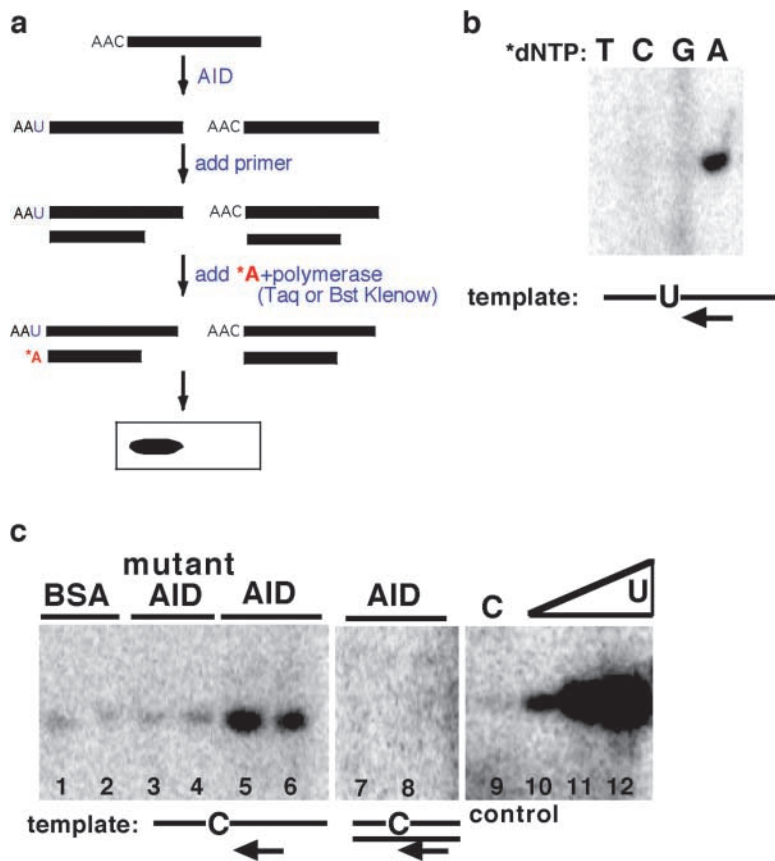 a
AAC
AID
AAU AAC
add primer
AAU AAC
add *A+polymerase
(Taq or Bst Klenow)
AAU AAC
*A
b
*dNTP: T C G A
template: U
c
BSA mutant AID AID AID C U
1 2 3 4 5 6 7 8 9 10 11 12
template: C C control